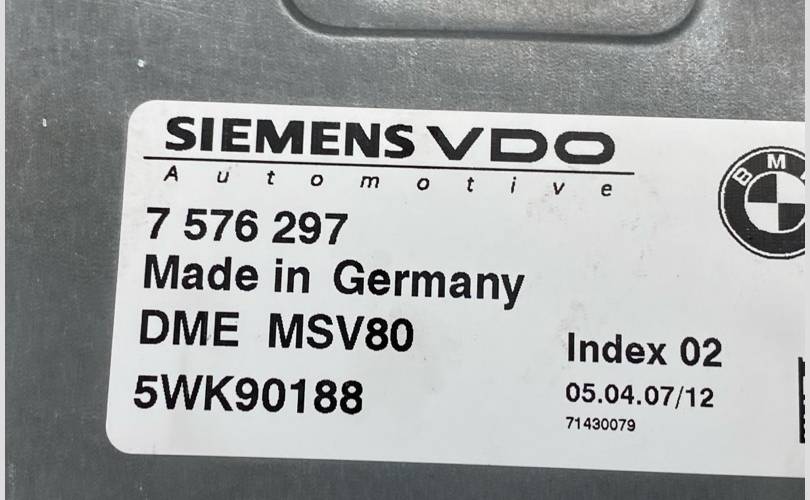 SIEMENS VDO
Automotive
BM
7 576 297
Made in Germany
DME MSV80
Index 02
5WK90188
05.04.07/12
71430079